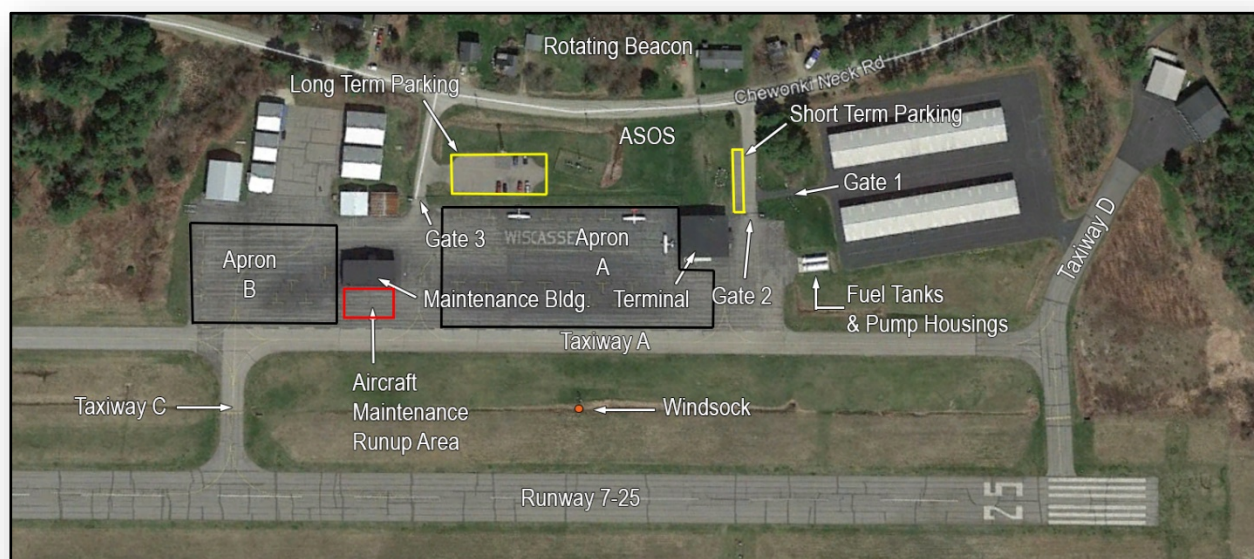 Rotating Beacon
Long Term Parking
Chewonki Neck Rd
Short Term Parking
ASOS
Gate 1
Gate 3
WISCASSE
Apron
A
Apron
B
Taxiway D
Maintenance Bldg.
Terminal
Gate 2
Fuel Tanks
& Pump Housings
Taxiway A
Aircraft
Maintenance
Runup Area
Taxiway C
Windsock
Runway 7-25
25